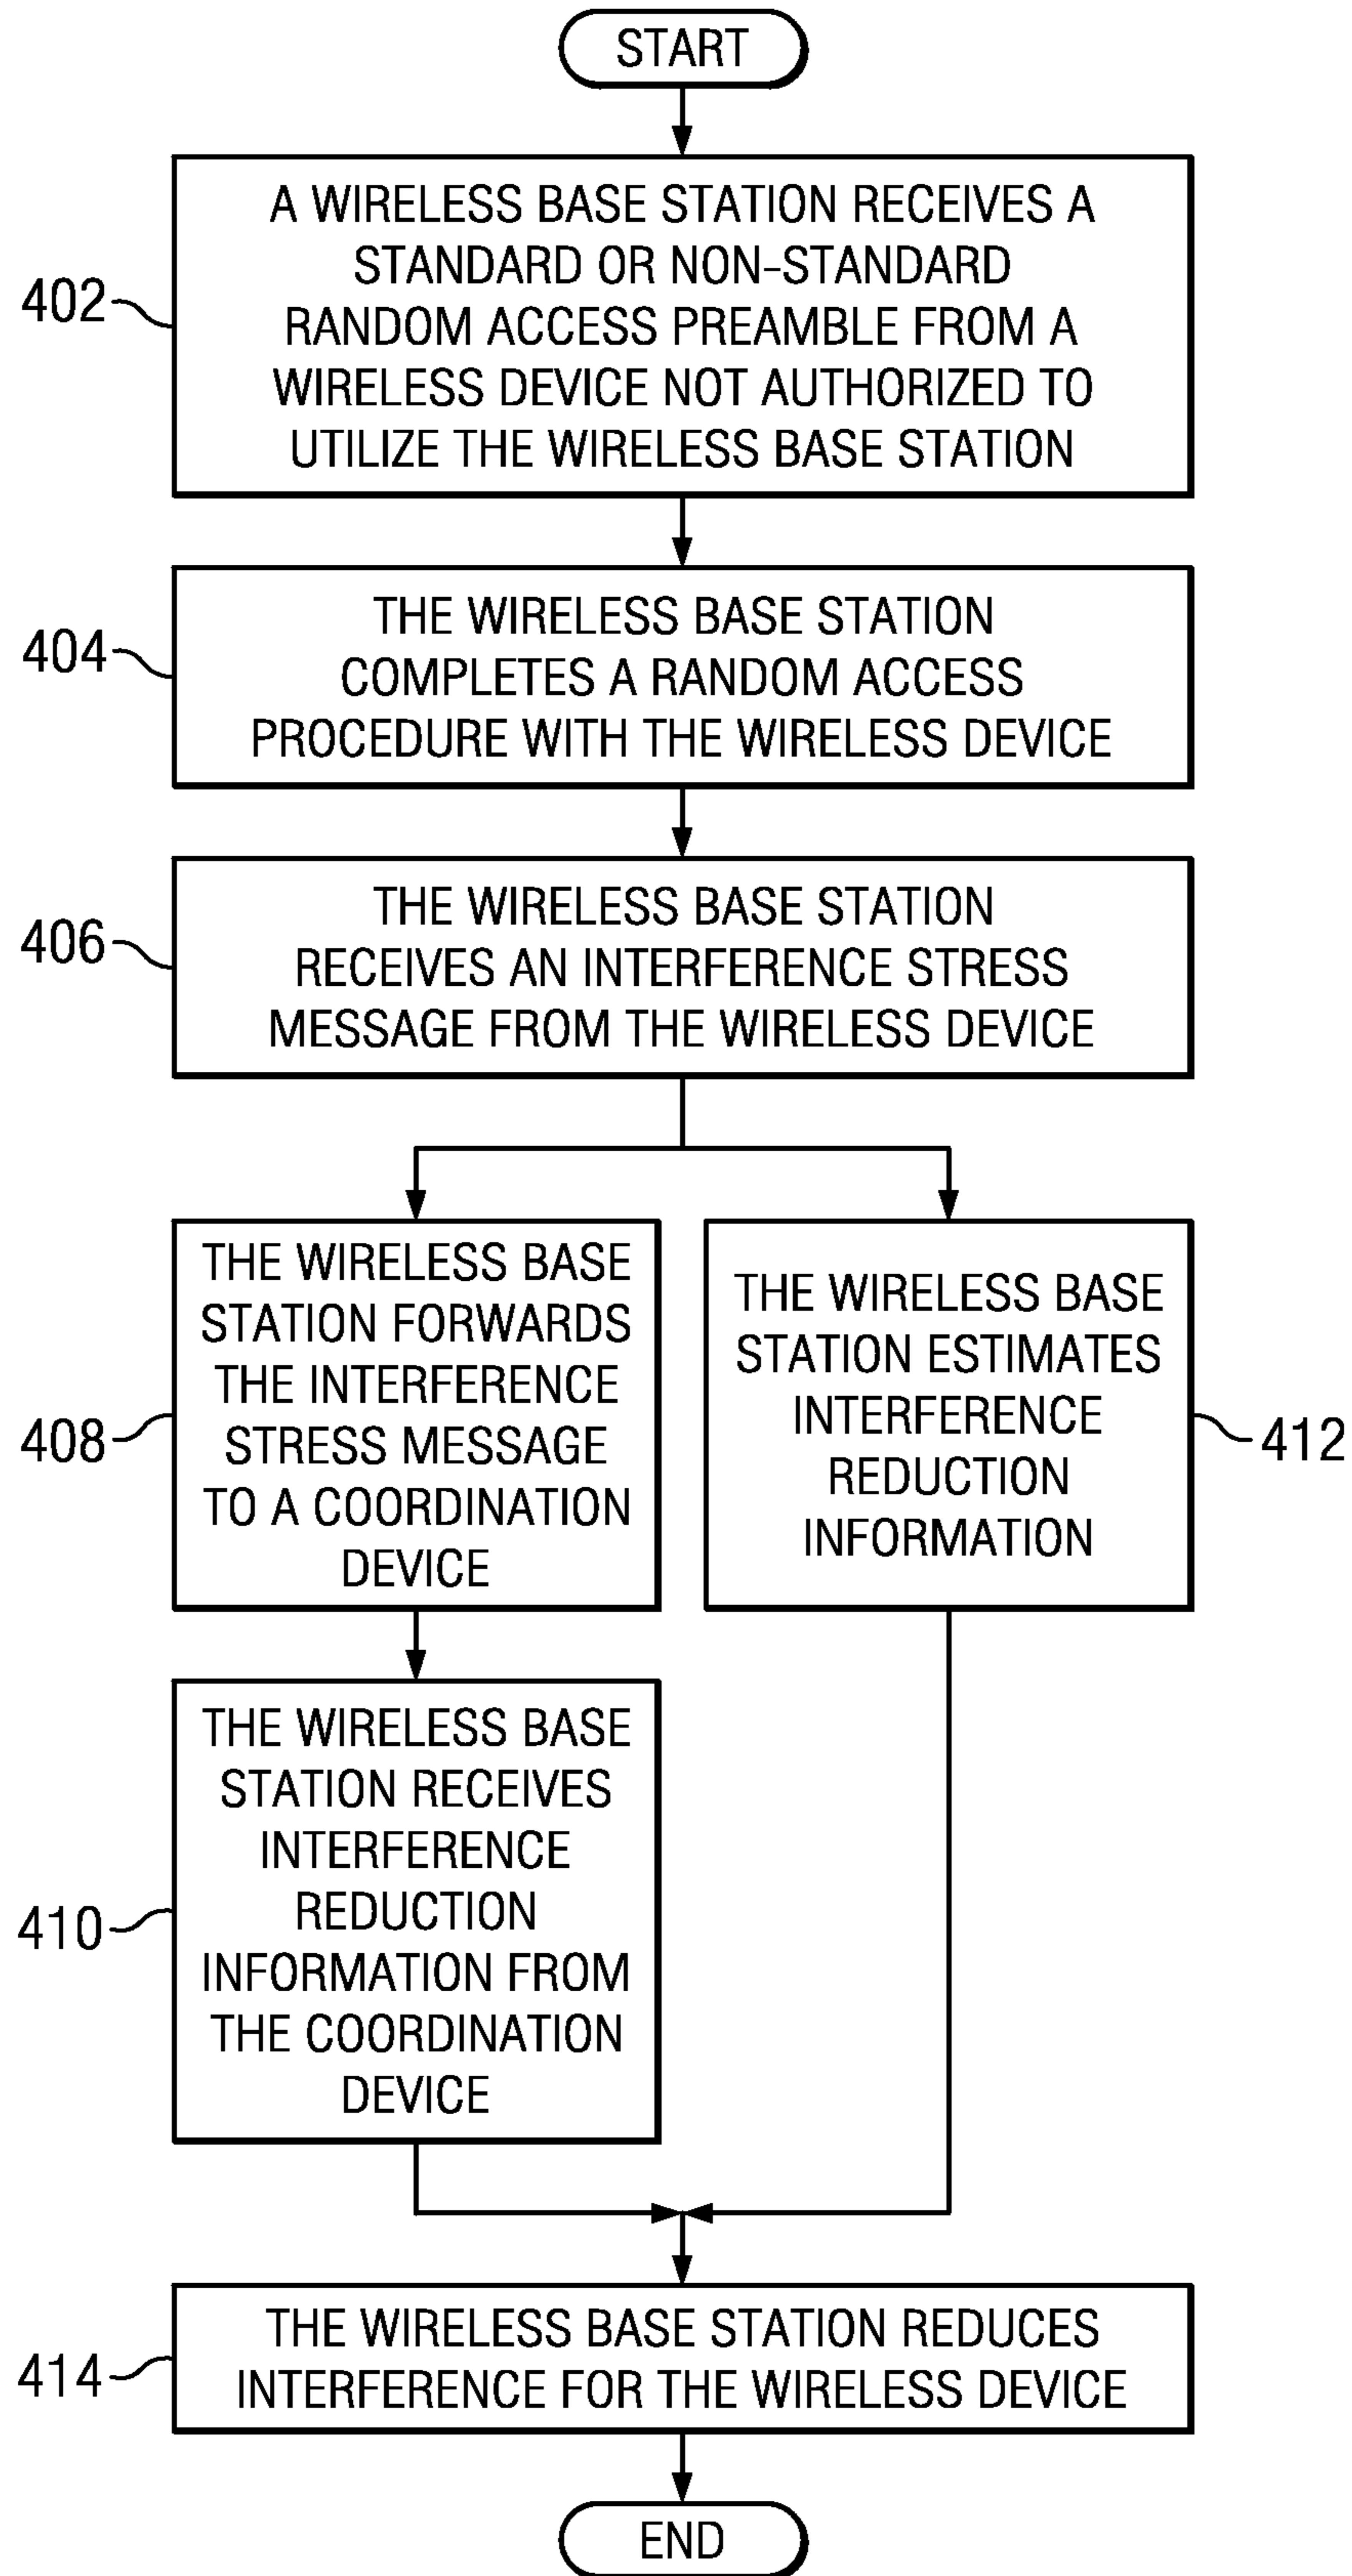 START
402
A WIRELESS BASE STATION RECEIVES A
STANDARD OR NON-STANDARD
RANDOM ACCESS PREAMBLE FROM A
WIRELESS DEVICE NOT AUTHORIZED TO
UTILIZE THE WIRELESS BASE STATION
404
THE WIRELESS BASE STATION
COMPLETES A RANDOM ACCESS
PROCEDURE WITH THE WIRELESS DEVICE
406
THE WIRELESS BASE STATION
RECEIVES AN INTERFERENCE STRESS
MESSAGE FROM THE WIRELESS DEVICE
408
THE WIRELESS BASE
STATION FORWARDS
THE INTERFERENCE
STRESS MESSAGE
TO A COORDINATION
DEVICE
THE WIRELESS BASE
STATION ESTIMATES
INTERFERENCE
REDUCTION
INFORMATION
412
410
THE WIRELESS BASE
STATION RECEIVES
INTERFERENCE
REDUCTION
INFORMATION FROM
THE COORDINATION
DEVICE
414
THE WIRELESS BASE STATION REDUCES
INTERFERENCE FOR THE WIRELESS DEVICE
END